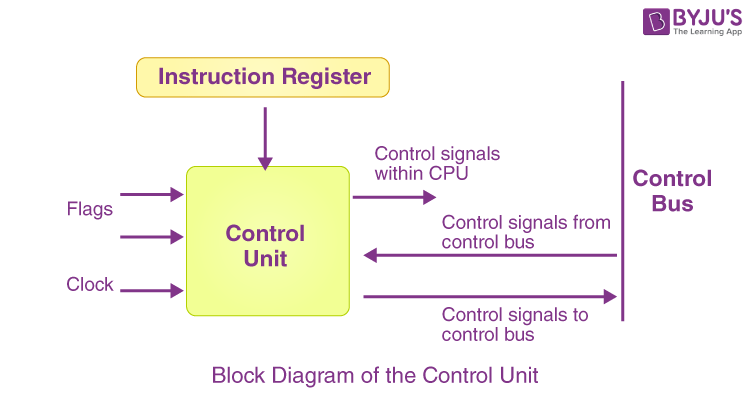 BYJU'S
The Learning App
Instruction Register
Control signals
within CPU
Control
Bus
Flags
Control signals from
control bus
Control
Unit
Clock
Control signals to
control bus
Block Diagram of the Control Unit